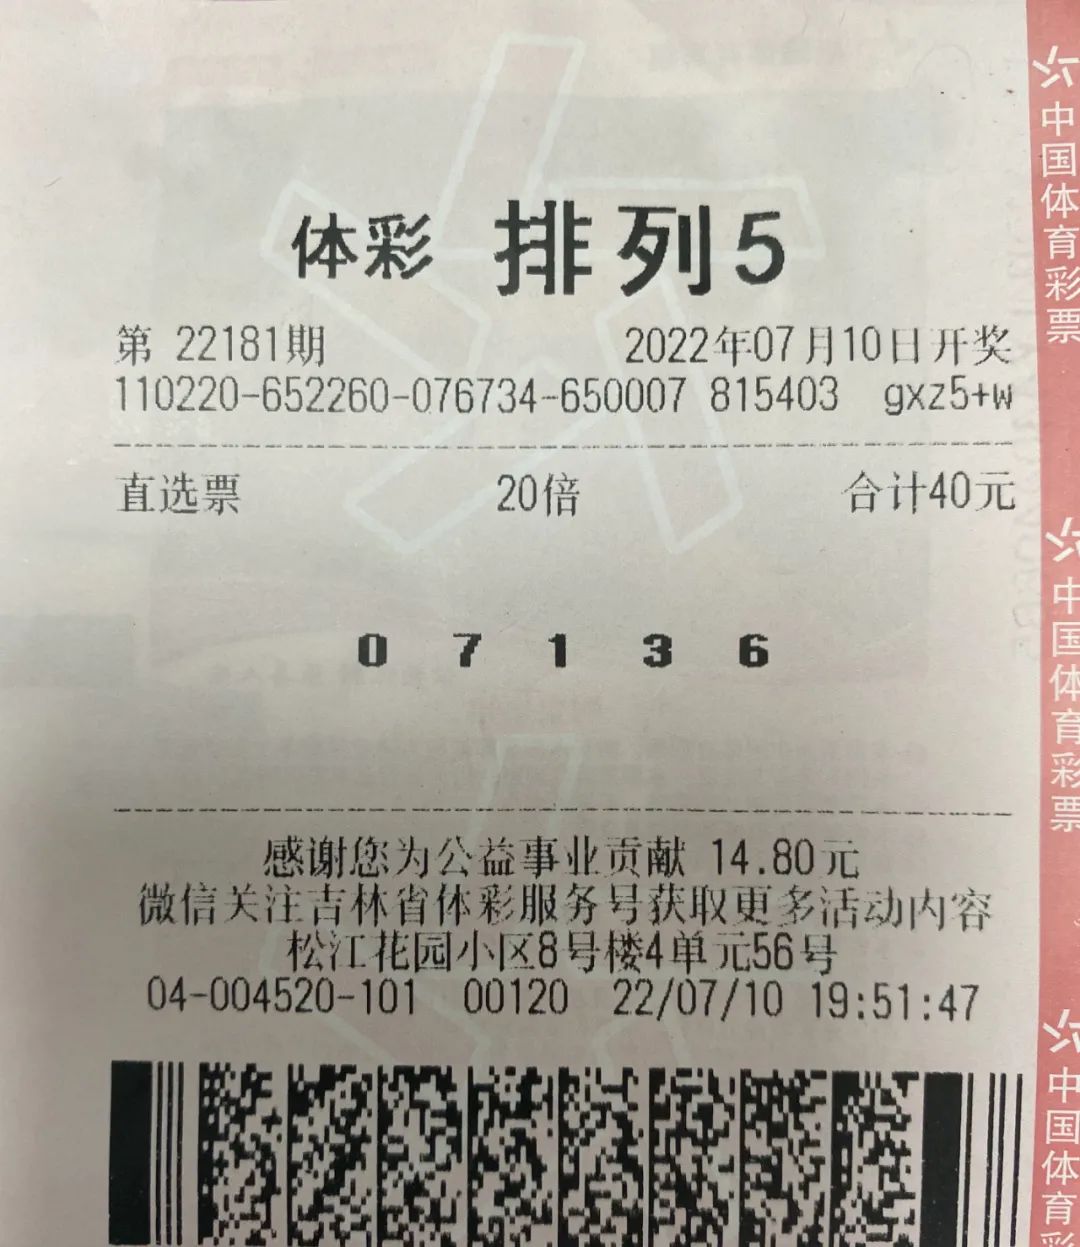 体彩 排列5
第 22181期 2022年07月10日开奖
110220-652260-076734-650007 815403 gxz5+w
直选票 20倍 合计40元
0 7 1 3 6
感谢您为公益事业贡献 14.80元
微信关注吉林省体彩服务号获取更多活动内容
松江花园小区8号楼4单元56号
04-004520-101 00120 22/07/10 19:51:47
中国体育彩票
中国体育彩票
中国体育彩